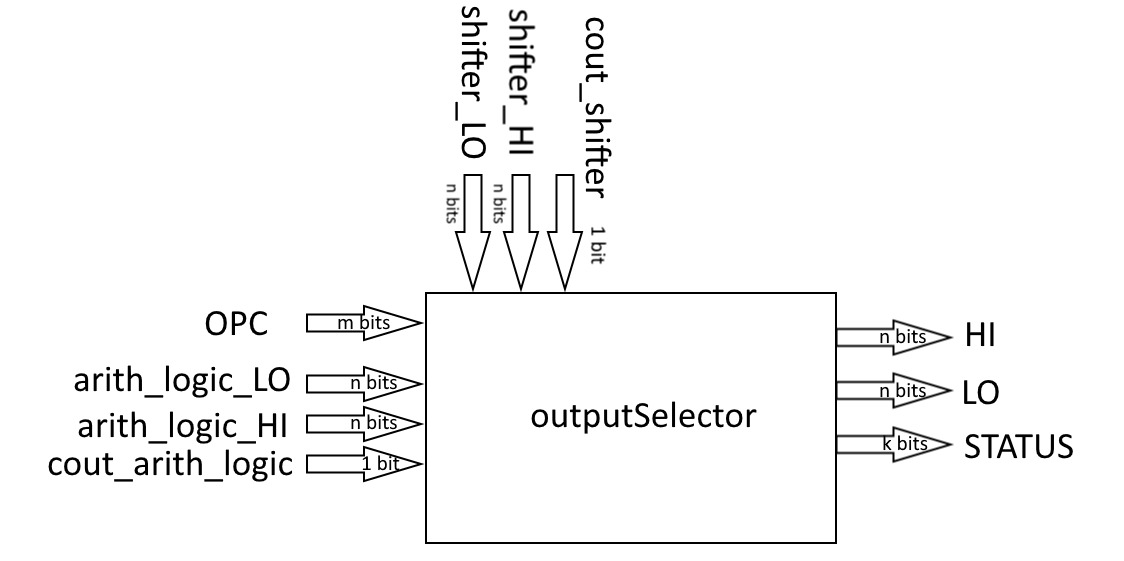 shifter_LO
n bits
shifter_HI
n bits
cout_shifter
1 bit
OPC
m bits
arith_logic_LO
n bits
arith_logic_HI
n bits
cout_arith_logic
1 bit
outputSelector
n bits
HI
n bits
LO
k bits
STATUS